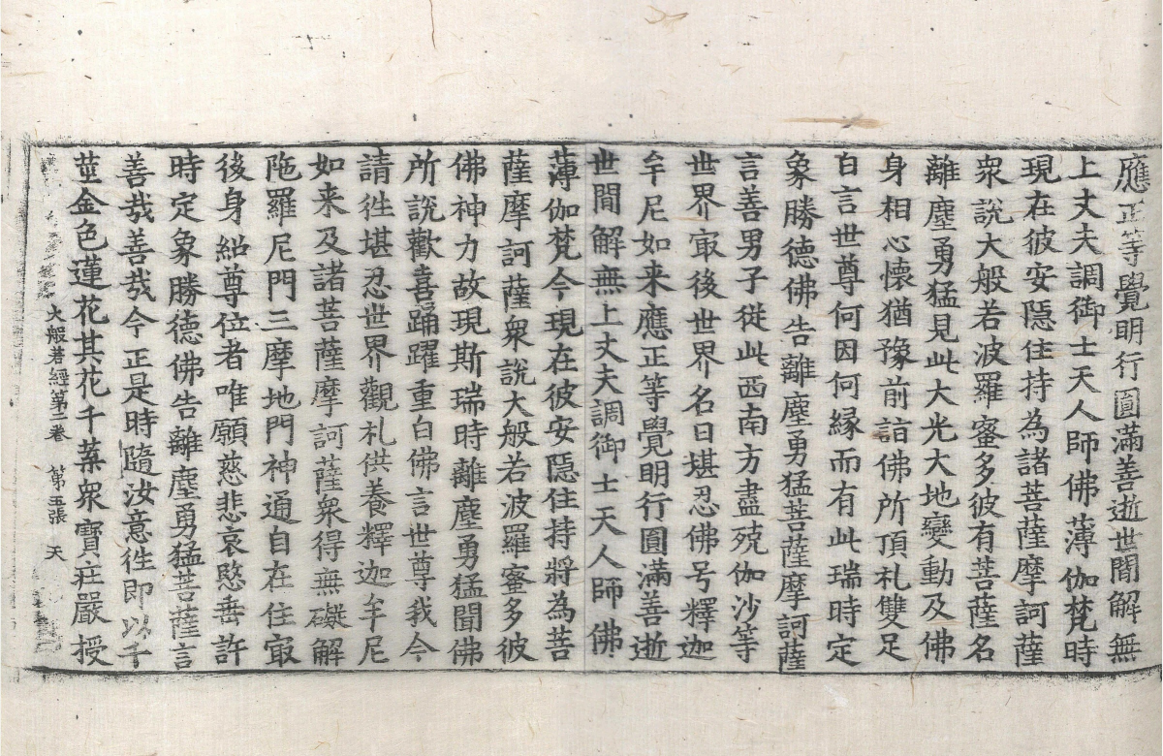 應正等覺明行圓滿善逝世閒解無
上丈夫調御士天人師佛薄伽梵時
現在彼安隱住持為諸菩薩摩訶薩
衆說大般若波羅蜜多彼有菩薩名
離塵勇猛見此大光大地變動及佛
身相心懷猶豫前詣佛所頂礼雙足
白言世尊何因何緣而有此瑞時定
象勝德佛告離塵勇猛菩薩摩訶薩
言善男子從此西南方盡殑伽沙等
世界㝡後世界名曰堪忍佛号釋迦
牟尼如来應正等覺明行圓滿善逝
世閒解無上丈夫調御士天人師佛
薄伽梵今現在彼安隱住持將為菩
薩摩訶薩衆說大般若波羅蜜多彼
佛神力故現斯瑞時離塵勇猛聞佛
所說歡喜踊躍重白佛言世尊我今
請徃堪忍世界觀礼供養釋迦牟尼
如来及諸菩薩摩訶薩衆得無礙解
陁羅尼門三摩地門神通自在住㝡
後身紹尊位者唯願慈悲哀愍垂許
時定象勝德佛告離塵勇猛菩薩言
善㢤善㢤今正是時隨汝意徃即以千
莖金色蓮花其花千葉衆寶莊嚴授
大般若經第二卷 第五張 天